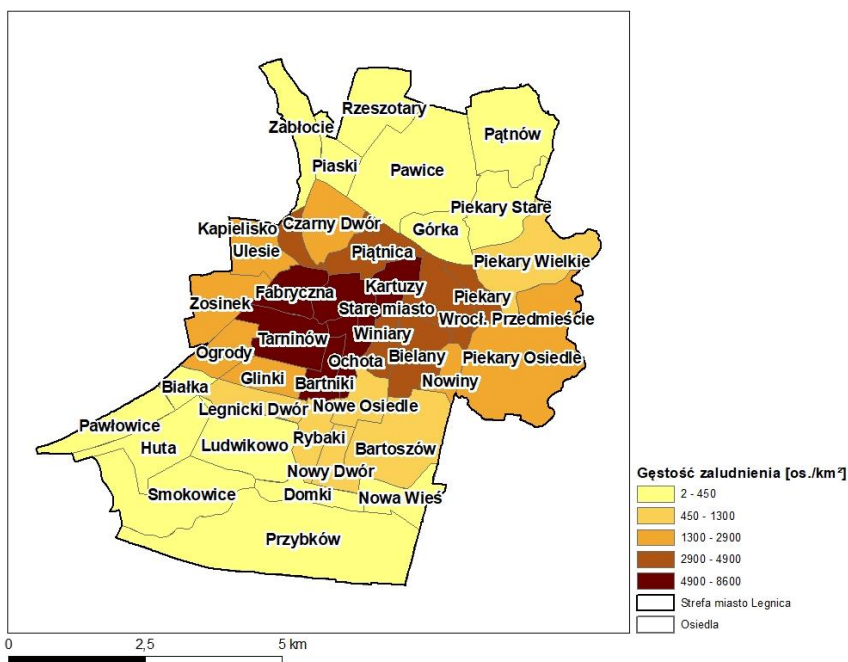 Rzeszotary
Zabłocie
Pątnów
Piaski
Pawice
Piekary Stare
Kapielisko
Czarny Dwór
Górka
Ulesie
Piątnica
Piekary Wielkie
Fabryczna
Kartuzy
Piekary
Zosinek
Stare miasto
Wrocł. Przedmieście
Tarninów
Winiary
Ogrody
Ochota
Bielany
Piekary Osiedle
Białka
Glinki
Bartniki
Nowiny
Legnicki Dwór
Nowe Osiedle
Pawłowice
Huta
Ludwikowo
Rybaki
Bartoszów
Nowy Dwór
Smokowice
Domki
Nowa Wieś
Przybków
Gęstość zaludnienia [os./km²]
2 - 450
450 - 1300
1300 - 2900
2900 - 4900
4900 - 8600
Strefa miasto Legnica
Osiedla
0 2,5 5 km